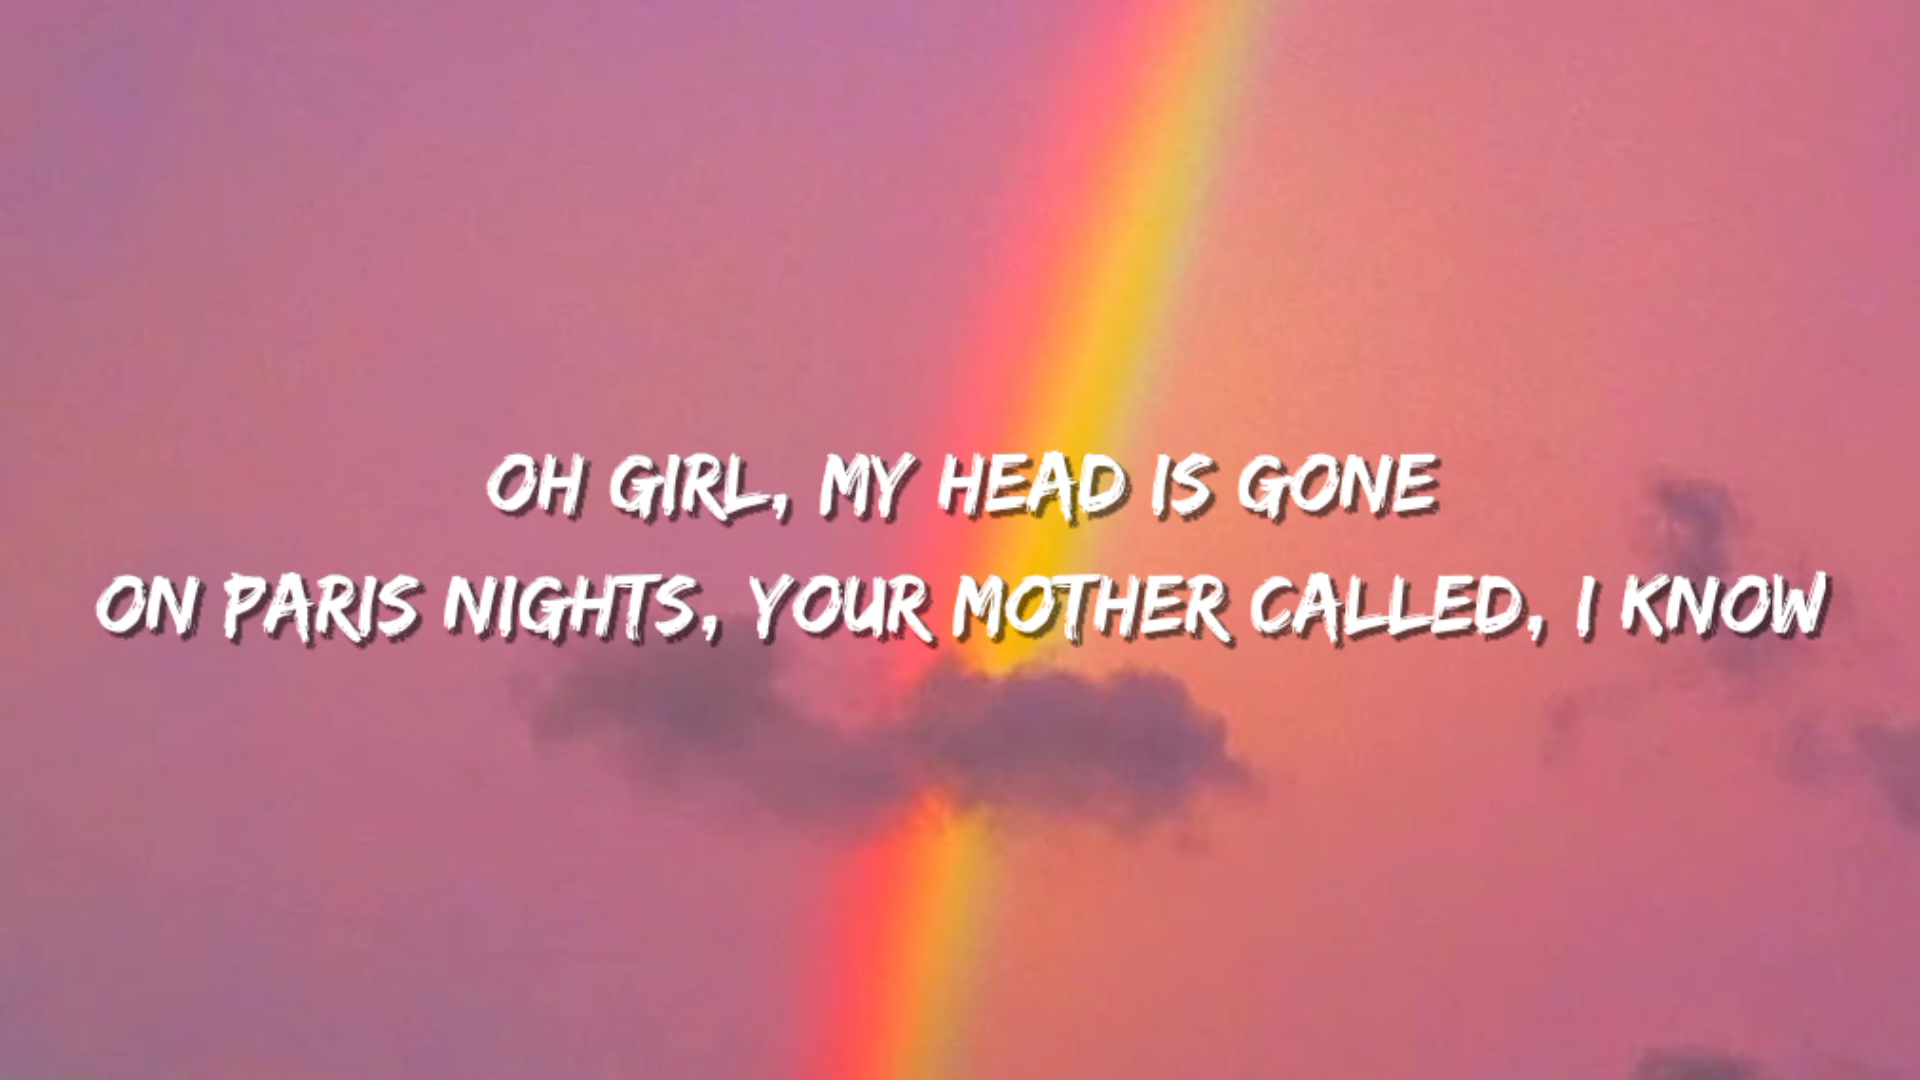 OH GIRL, MY HEAD IS GONE
ON PARIS NIGHTS, YOUR MOTHER CALLED, I KNOW